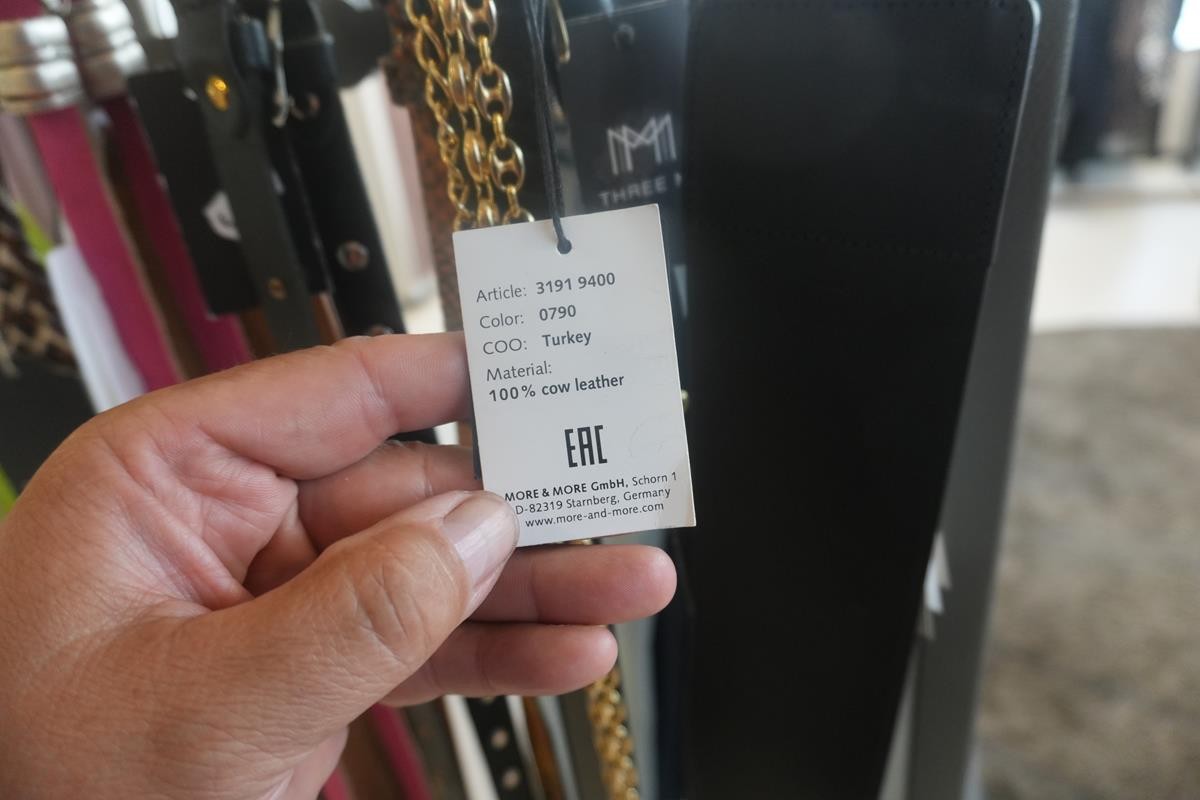 THREE M
Article: 3191 9400
Color: 0790
COO: Turkey
Material:
100% cow leather
EAC
MORE & MORE GmbH, Schorn 1
D-82319 Starnberg, Germany
www.more-and-more.com